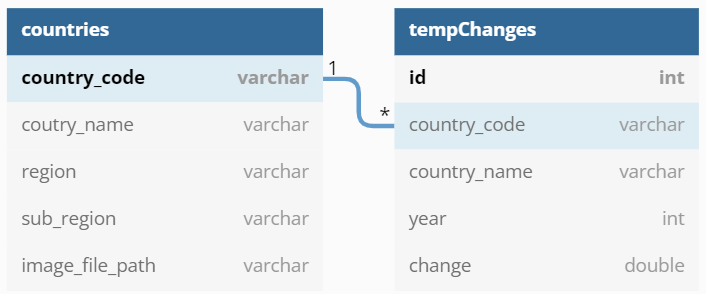 countries
country_code varchar
coutry_name varchar
region varchar
sub_region varchar
image_file_path varchar
1
*
tempChanges
id int
country_code varchar
country_name varchar
year int
change double